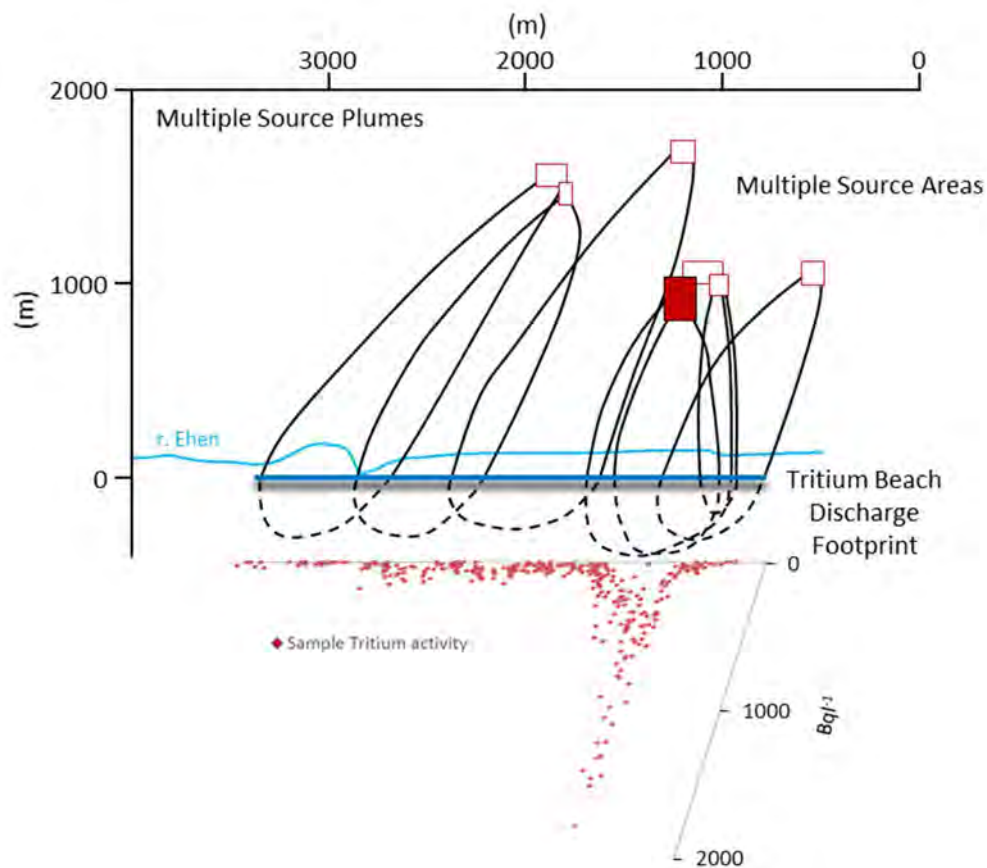 (m)
3000 2000 1000 0
2000
Multiple Source Plumes
Multiple Source Areas
1000
(m)
r. Ehen
0
Tritium Beach
Discharge
Footprint
0
◆ Sample Tritium activity
1000
Bql⁻¹
2000